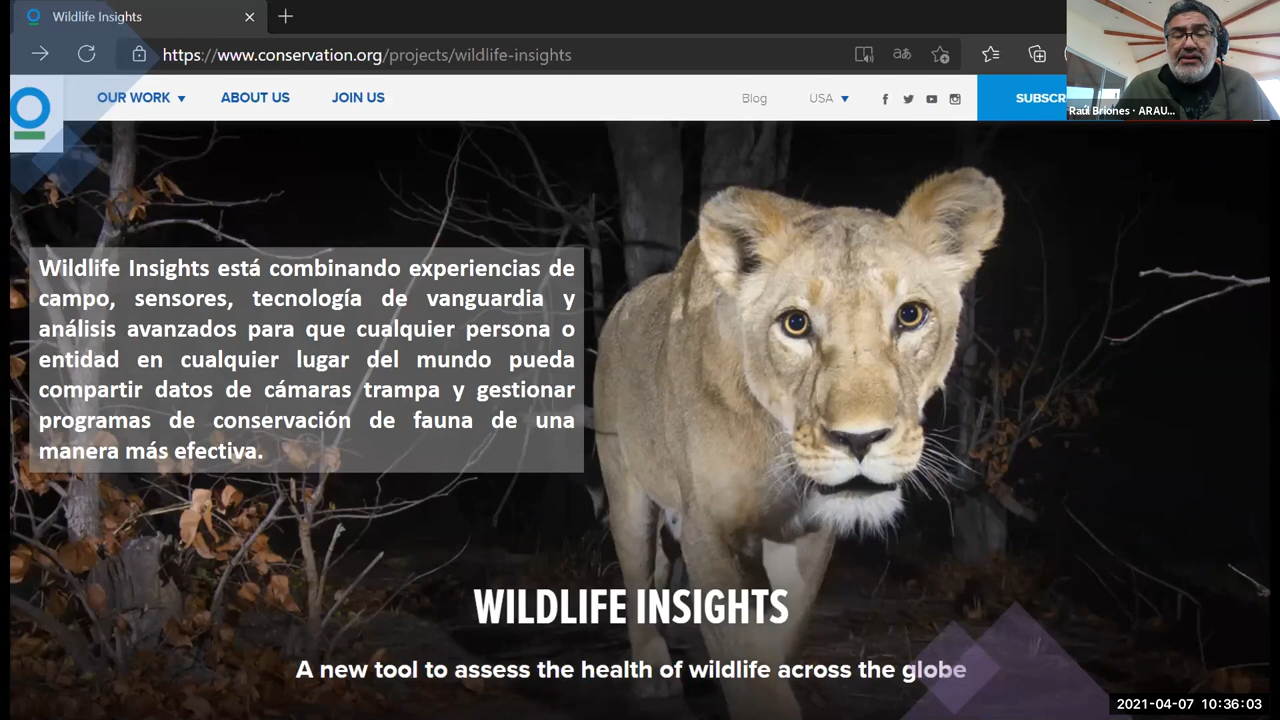 Wildlife Insights
https://www.conservation.org/projects/wildlife-insights
OUR WORK
ABOUT US
JOIN US
Blog
USA
SUBSCR
Raúl Briones · ARAU...
Wildlife Insights está combinando experiencias de
campo, sensores, tecnología de vanguardia y
análisis avanzados para que cualquier persona o
entidad en cualquier lugar del mundo pueda
compartir datos de cámaras trampa y gestionar
programas de conservación de fauna de una
manera más efectiva.
WILDLIFE INSIGHTS
A new tool to assess the health of wildlife across the globe
2021-04-07 10:36:03